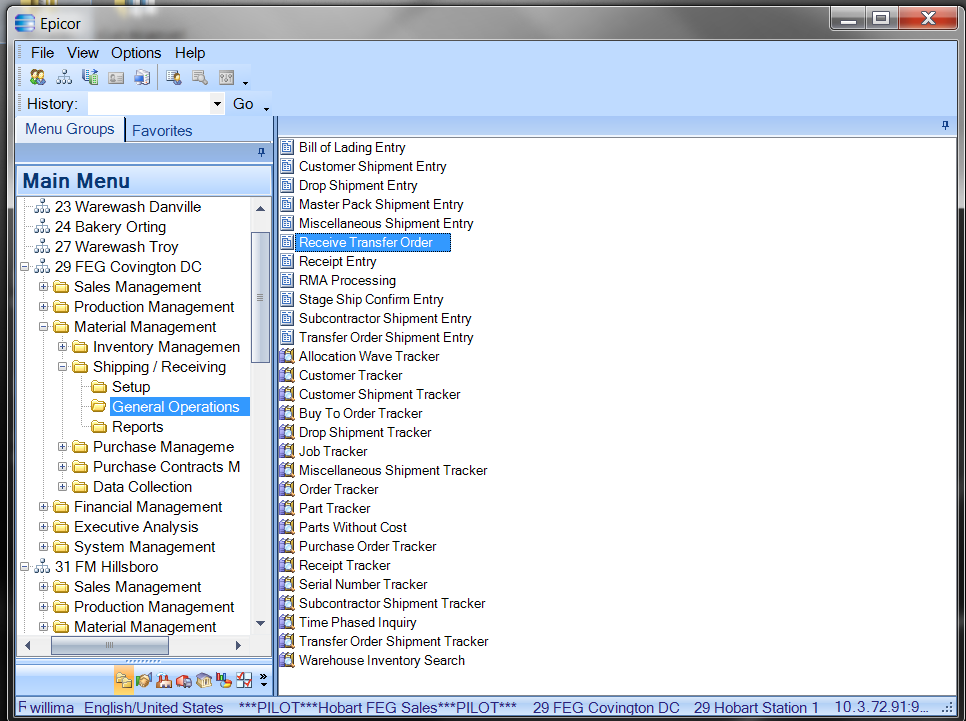 Epicor
File View Options Help
History: Go
Menu Groups Favorites
Main Menu
23 Warewash Danville
24 Bakery Orting
27 Warewash Troy
29 FEG Covington DC
Sales Management
Production Management
Material Management
Inventory Managemen
Shipping / Receiving
Setup
General Operations
Reports
Purchase Manageme
Purchase Contracts M
Data Collection
Financial Management
Executive Analysis
System Management
31 FM Hillsboro
Sales Management
Production Management
Material Management
Bill of Lading Entry
Customer Shipment Entry
Drop Shipment Entry
Master Pack Shipment Entry
Miscellaneous Shipment Entry
Receive Transfer Order
Receipt Entry
RMA Processing
Stage Ship Confirm Entry
Subcontractor Shipment Entry
Transfer Order Shipment Entry
Allocation Wave Tracker
Customer Tracker
Customer Shipment Tracker
Buy To Order Tracker
Drop Shipment Tracker
Job Tracker
Miscellaneous Shipment Tracker
Order Tracker
Part Tracker
Parts Without Cost
Purchase Order Tracker
Receipt Tracker
Serial Number Tracker
Subcontractor Shipment Tracker
Time Phased Inquiry
Transfer Order Shipment Tracker
Warehouse Inventory Search
willima English/United States ***PILOT***Hobart FEG Sales***PILOT*** 29 FEG Covington DC 29 Hobart Station 1 10.3.72.91:9...